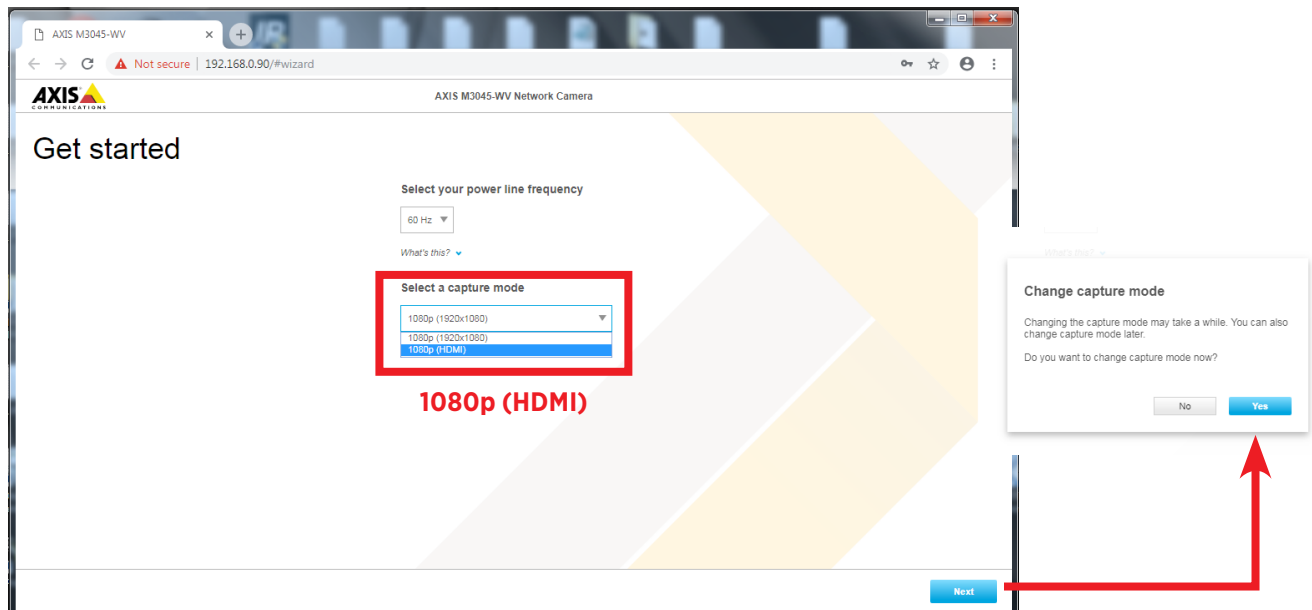 AXIS M3045-WV
Not secure | 192.168.0.90/#wizard
AXIS
COMMUNICATIONS
AXIS M3045-WV Network Camera
Get started
Select your power line frequency
60 Hz
What's this?
Select a capture mode
1080p (1920x1080)
1080p (1920x1080)
1080p (HDMI)
1080p (HDMI)
Next
What's this?
Change capture mode
Changing the capture mode may take a while. You can also
change capture mode later.
Do you want to change capture mode now?
No
Yes